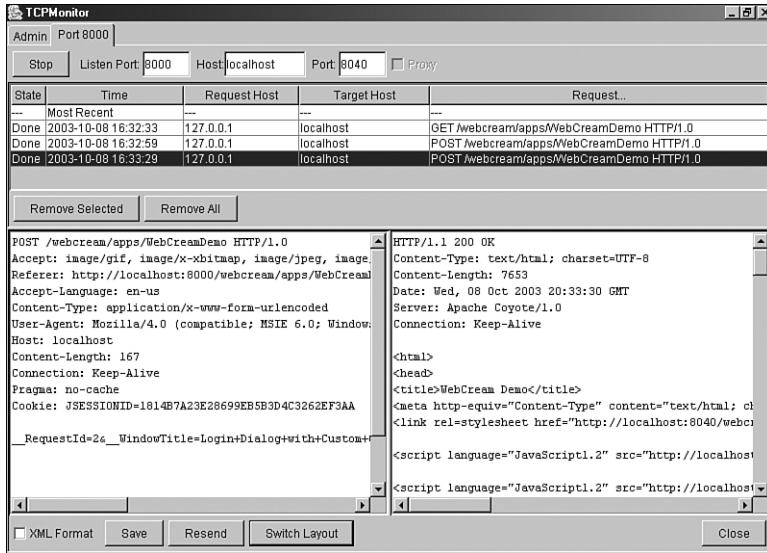 TCPMonitor
Admin Port 8000
Stop Listen Port: 8000 Host: localhost Port: 8040 Proxy
State Time Request Host Target Host Request...
--- Most Recent --- --- ---
Done 2003-10-08 16:32:33 127.0.0.1 localhost GET /webcream/apps/WebCreamDemo HTTP/1.0
Done 2003-10-08 16:32:59 127.0.0.1 localhost POST /webcream/apps/WebCreamDemo HTTP/1.0
Done 2003-10-08 16:33:29 127.0.0.1 localhost POST /webcream/apps/WebCreamDemo HTTP/1.0
Remove Selected Remove All
POST /webcream/apps/WebCreamDemo HTTP/1.0
Accept: image/gif, image/x-xbitmap, image/jpeg, image
Referer: http://localhost:8000/webcream/apps/WebCream
Accept-Language: en-us
Content-Type: application/x-www-form-urlencoded
User-Agent: Mozilla/4.0 (compatible; MSIE 6.0; Window
Host: localhost
Content-Length: 167
Connection: Keep-Alive
Pragma: no-cache
Cookie: JSESSIONID=1814B7A23E28699EB5B3D4C3262EF3AA
__RequestId=2&__WindowTitle=Login+Dialog+with+Custom+
HTTP/1.1 200 OK
Content-Type: text/html; charset=UTF-8
Content-Length: 7653
Date: Wed, 08 Oct 2003 20:33:30 GMT
Server: Apache Coyote/1.0
Connection: Keep-Alive
<html>
<head>
<title>WebCream Demo</title>
<meta http-equiv="Content-Type" content="text/html; ch
<link rel=stylesheet href="http://localhost:8040/webcr
<script language="JavaScript1.2" src="http://localhost
<script language="JavaScript1.2" src="http://localhost
XML Format Save Resend Switch Layout Close